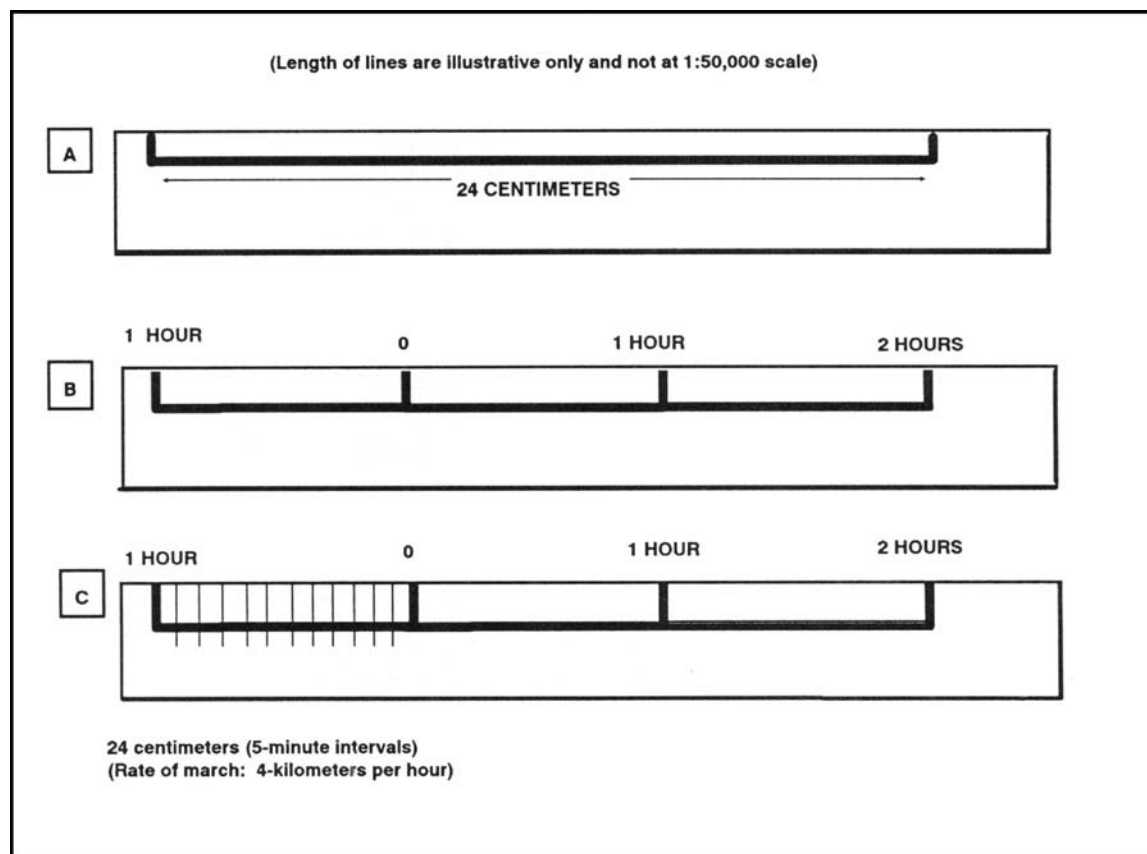 (Length of lines are illustrative only and not at 1:50,000 scale)
A
24 CENTIMETERS
1 HOUR 0 1 HOUR 2 HOURS
B
1 HOUR 0 1 HOUR 2 HOURS
C
24 centimeters (5-minute intervals)
(Rate of march: 4-kilometers per hour)